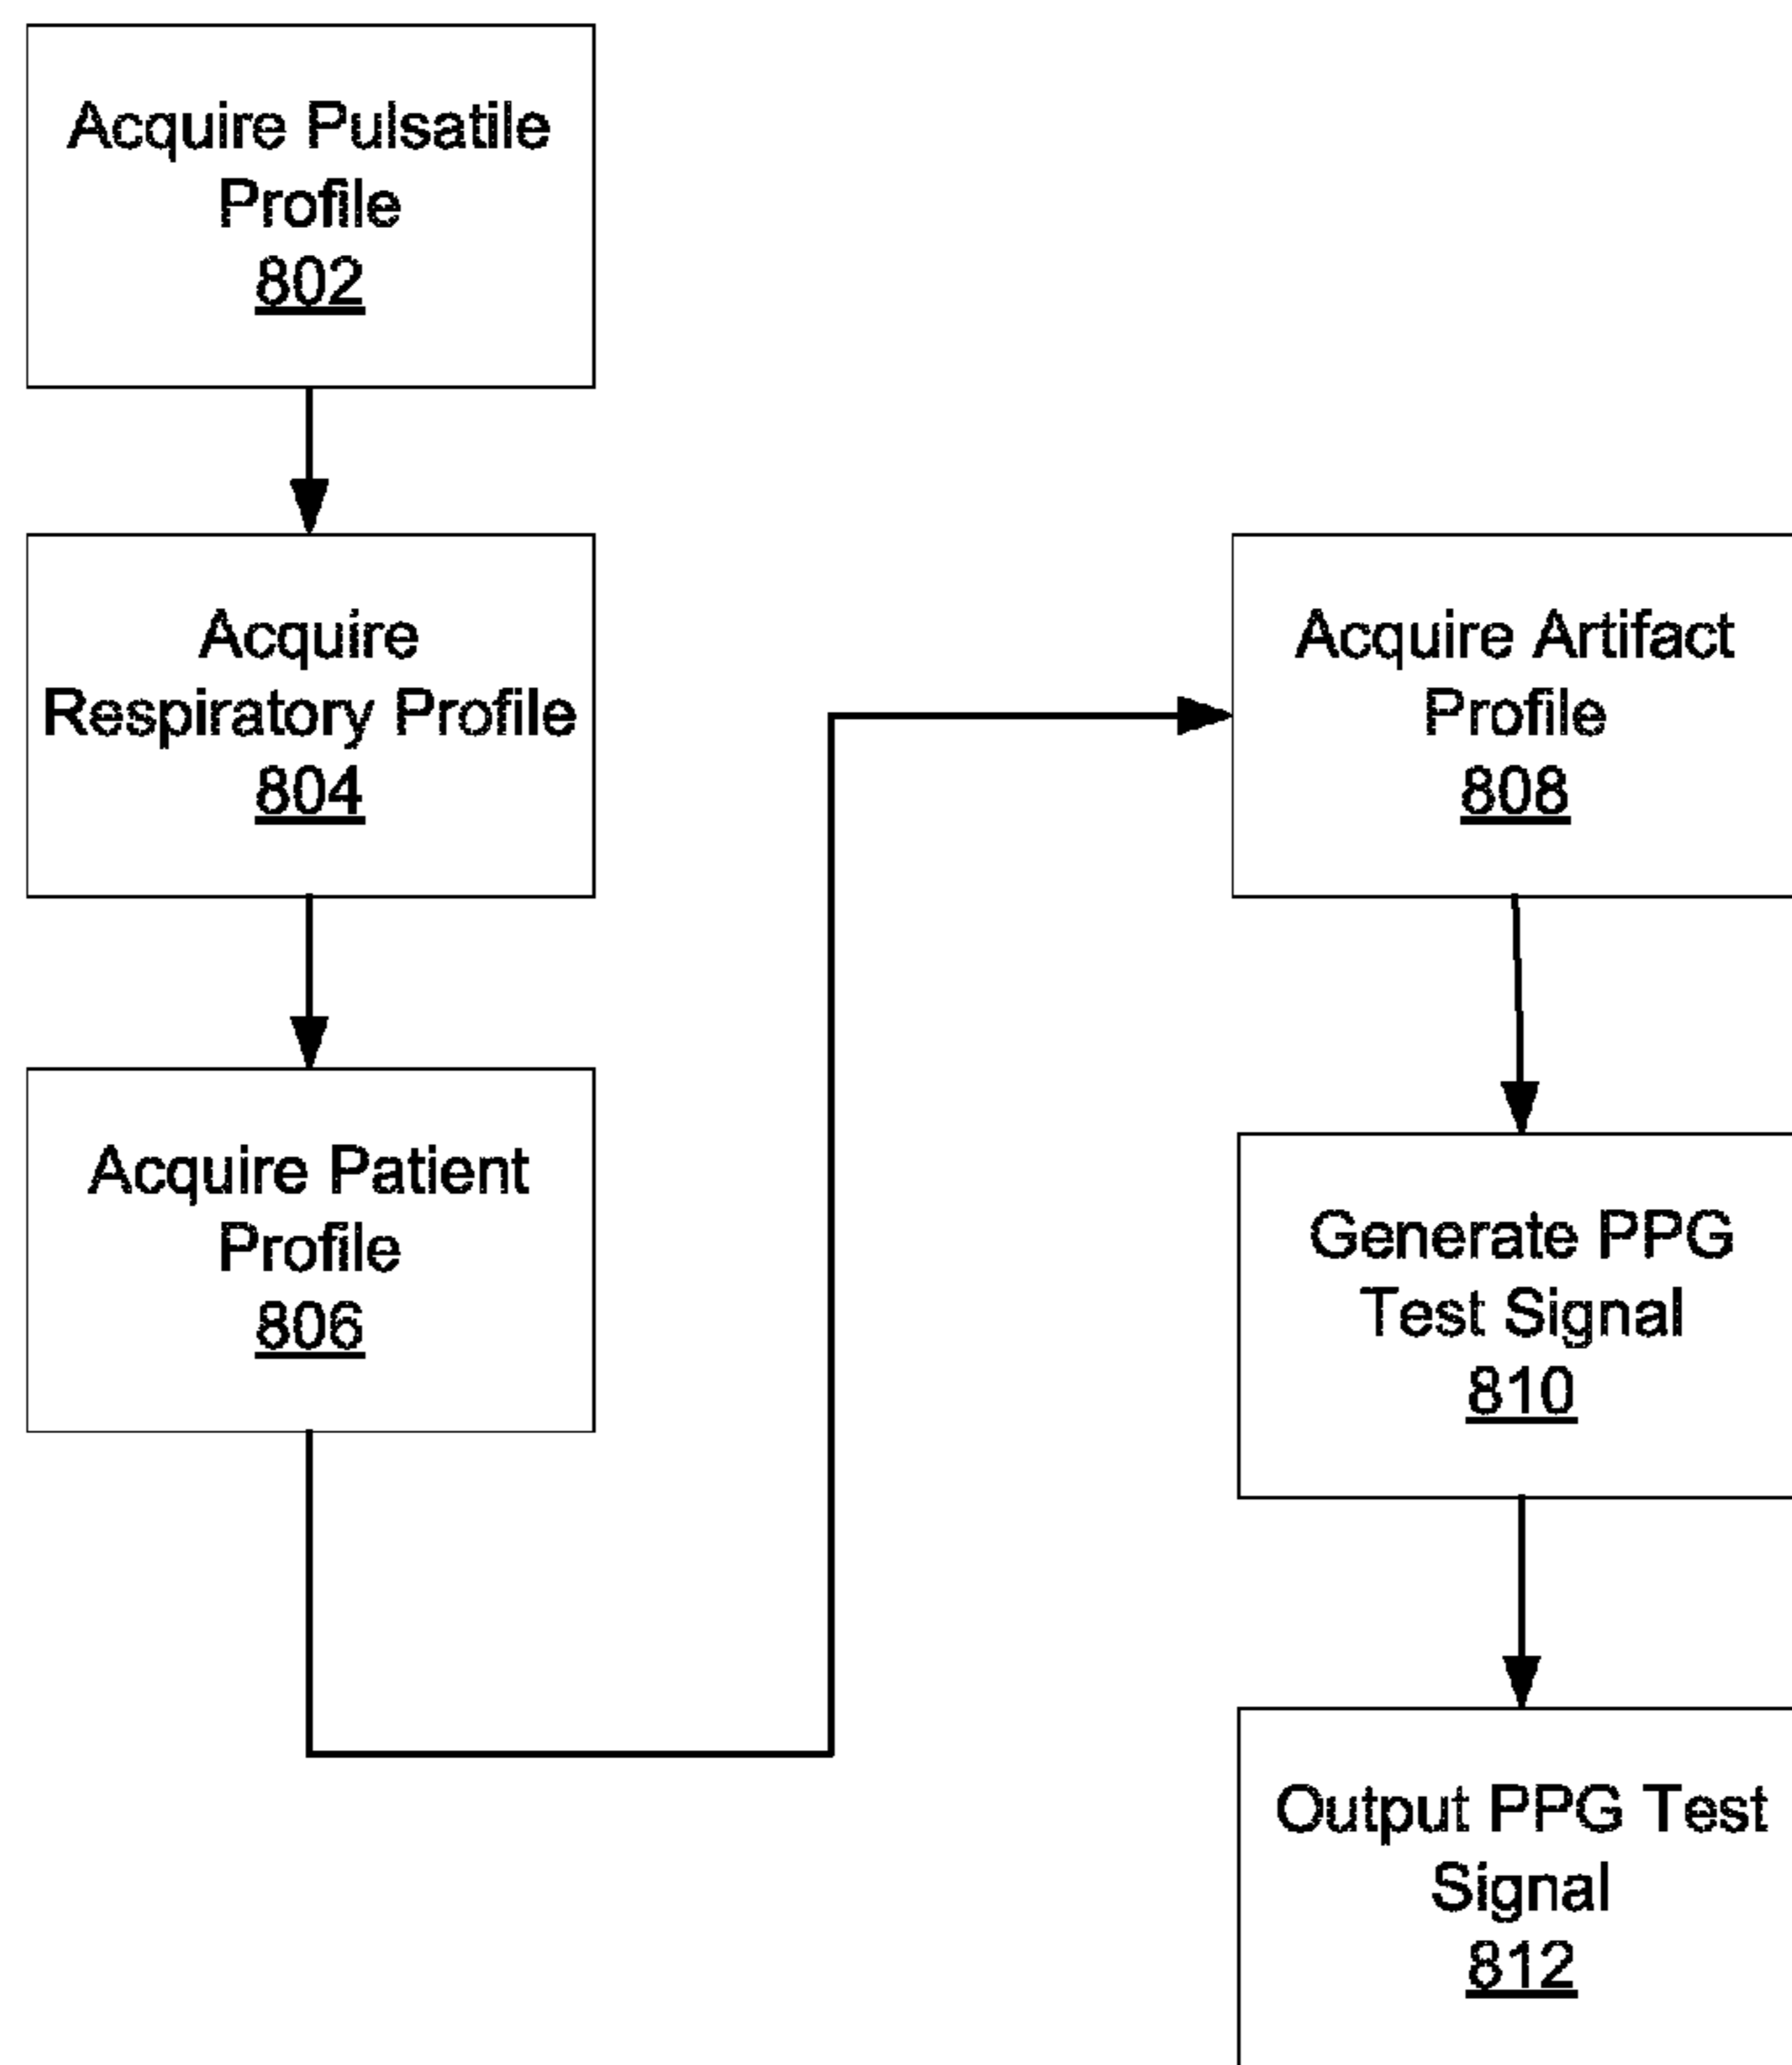 Acquire Pulsatile
Profile
802
Acquire
Respiratory Profile
804
Acquire Patient
Profile
806
Acquire Artifact
Profile
808
Generate PPG
Test Signal
810
Output PPG Test
Signal
812